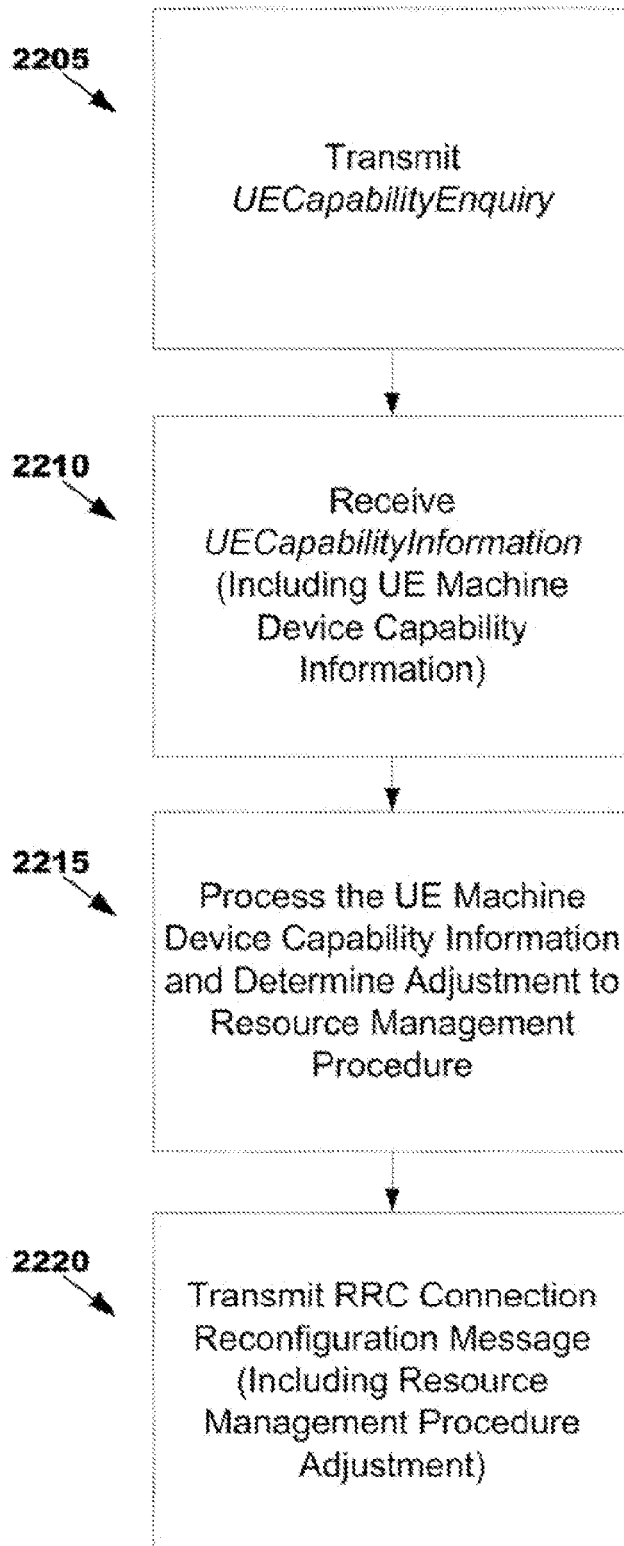 2205
Transmit
UECapabilityEnquiry
2210
Receive
UECapabilityInformation
(Including UE Machine
Device Capability
Information)
2215
Process the UE Machine
Device Capability Information
and Determine Adjustment to
Resource Management
Procedure
2220
Transmit RRC Connection
Reconfiguration Message
(Including Resource
Management Procedure
Adjustment)